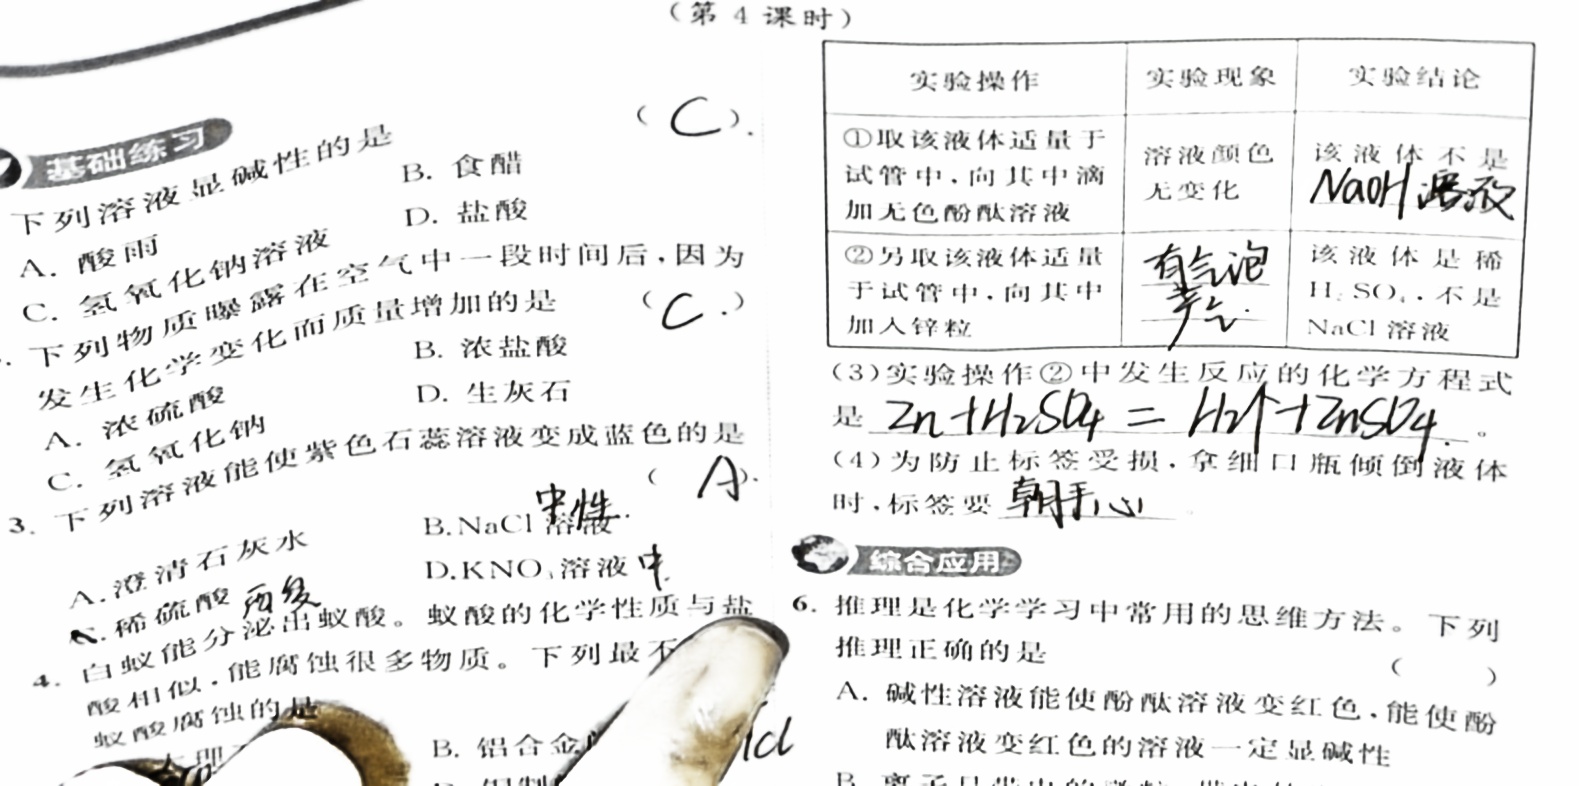 （第 4 课时）
基础练习
下列溶液显碱性的是 （ C ）.
A. 酸雨 B. 食醋
C. 氢氧化钠溶液 D. 盐酸
. 下列物质曝露在空气中一段时间后，因为
发生化学变化而质量增加的是 （ C . ）
A. 浓硫酸 B. 浓盐酸
C. 氢氧化钠 D. 生灰石
3. 下列溶液能使紫色石蕊溶液变成蓝色的是
（ A ）.
A. 澄清石灰水 B. NaCl 溶液 中性.
C. 稀硫酸 D. KNO₃溶液 中
4. 白蚁能分泌出蚁酸。蚁酸的化学性质与盐
酸相似，能腐蚀很多物质。下列最不
蚁酸腐蚀的是
B. 铝合金
实验操作 实验现象 实验结论
①取该液体适量于
试管中，向其中滴
加无色酚酞溶液
溶液颜色
无变化
该液体不是
NaOH 溶液
②另取该液体适量
于试管中，向其中
加入锌粒
有气泡
产生.
该液体是稀
H₂SO₄，不是
NaCl 溶液
(3)实验操作②中发生反应的化学方程式
是 Zn + H₂SO₄ = H₂↑ + ZnSO₄ 。
(4)为防止标签受损，拿细口瓶倾倒液体
时，标签要 朝手心 。
综合应用
6. 推理是化学学习中常用的思维方法。下列
推理正确的是 （ ）
A. 碱性溶液能使酚酞溶液变红色，能使酚
酞溶液变红色的溶液一定显碱性